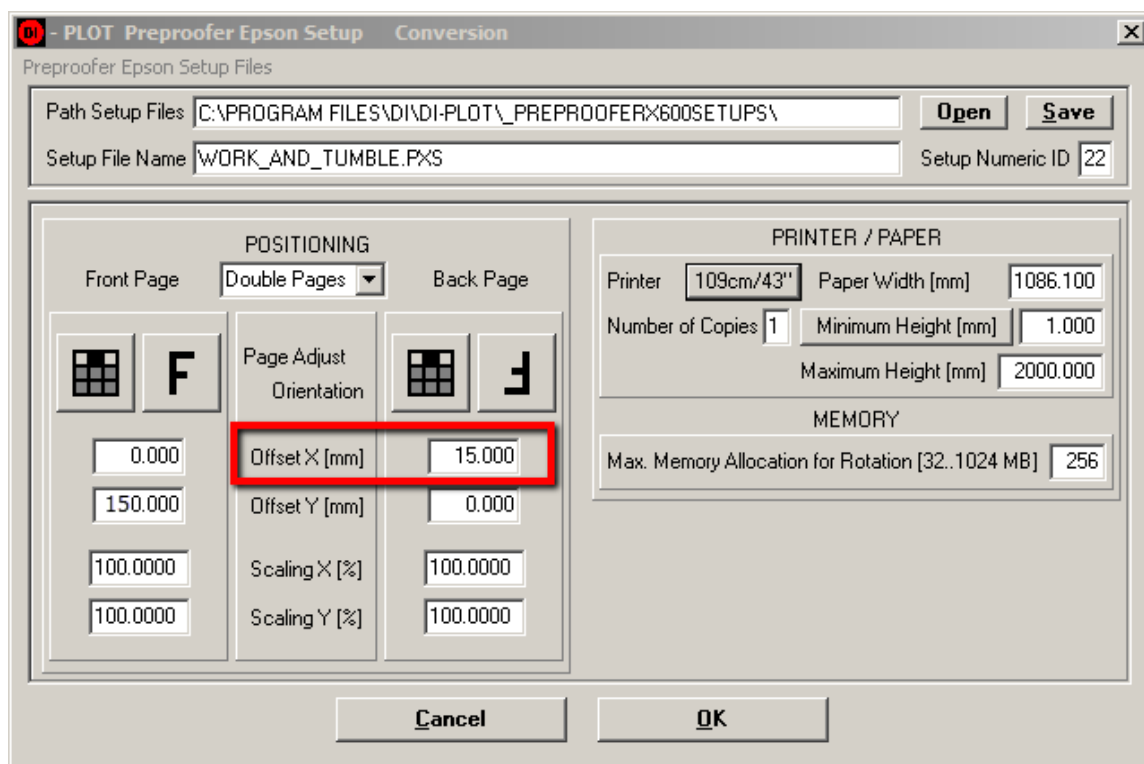 DI - PLOT Preproofer Epson Setup Conversion
Preproofer Epson Setup Files
Path Setup Files C:\PROGRAM FILES\DI\DI-PLOT\_PREPROOFERX600SETUPS\ Open Save
Setup File Name WORK_AND_TUMBLE.PXS Setup Numeric ID 22
POSITIONING
Front Page Double Pages Back Page
F Page Adjust Orientation F
0.000 Offset X [mm] 15.000
150.000 Offset Y [mm] 0.000
100.0000 Scaling X [%] 100.0000
100.0000 Scaling Y [%] 100.0000
PRINTER / PAPER
Printer 109cm/43" Paper Width [mm] 1086.100
Number of Copies 1 Minimum Height [mm] 1.000
Maximum Height [mm] 2000.000
MEMORY
Max. Memory Allocation for Rotation [32..1024 MB] 256
Cancel OK